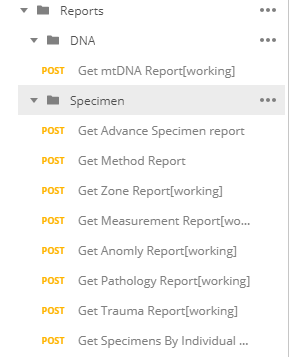 Reports
DNA
POST Get mtDNA Report[working]
Specimen
POST Get Advance Specimen report
POST Get Method Report
POST Get Zone Report[working]
POST Get Measurement Report[wo...
POST Get Anomly Report[working]
POST Get Pathology Report[working]
POST Get Trauma Report[working]
POST Get Specimens By Individual ...